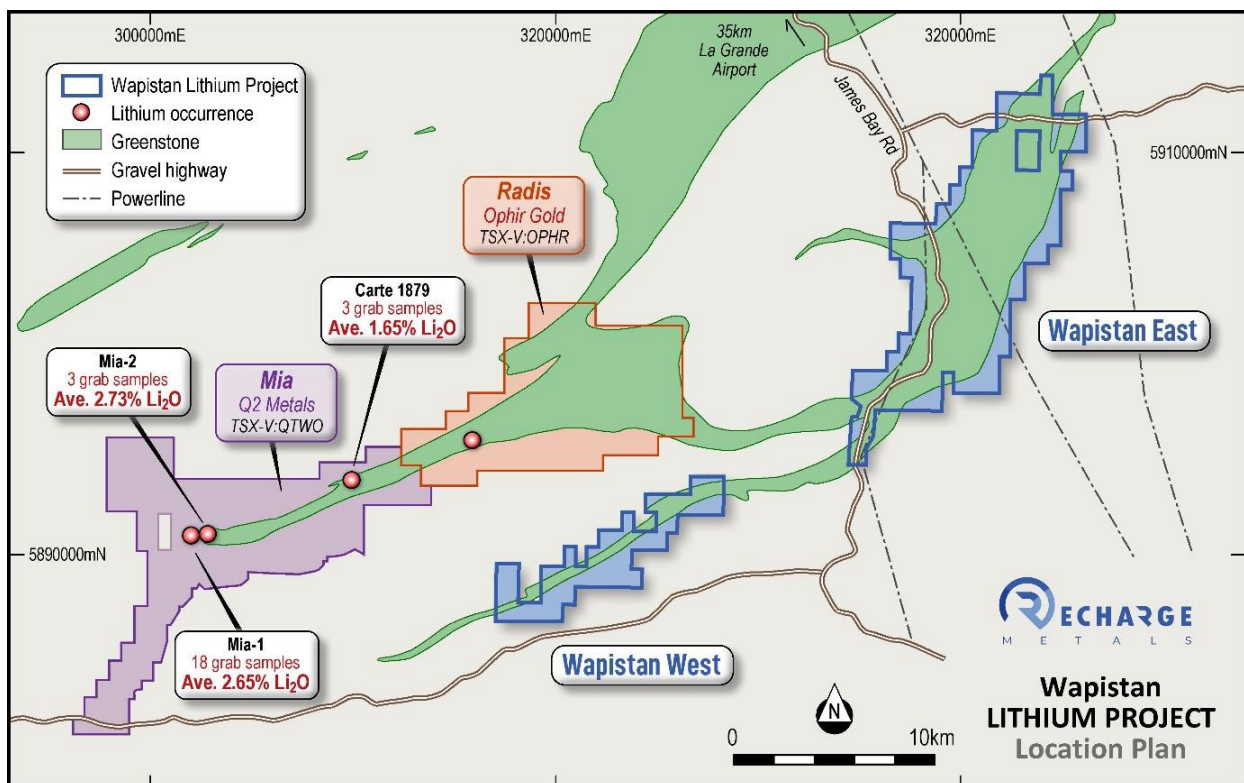 300000mE
320000mE
320000mE
35km
La Grande
Airport
James Bay Rd
Wapistan Lithium Project
Lithium occurrence
Greenstone
Gravel highway
Powerline
5910000mN
Radis
Ophir Gold
TSX-V:OPHR
Carte 1879
3 grab samples
Ave. 1.65% Li₂O
Wapistan East
Mia-2
3 grab samples
Ave. 2.73% Li₂O
Mia
Q2 Metals
TSX-V:QTWO
5890000mN
Mia-1
18 grab samples
Ave. 2.65% Li₂O
Wapistan West
RECHARGE
METALS
N
0
10km
Wapistan
LITHIUM PROJECT
Location Plan